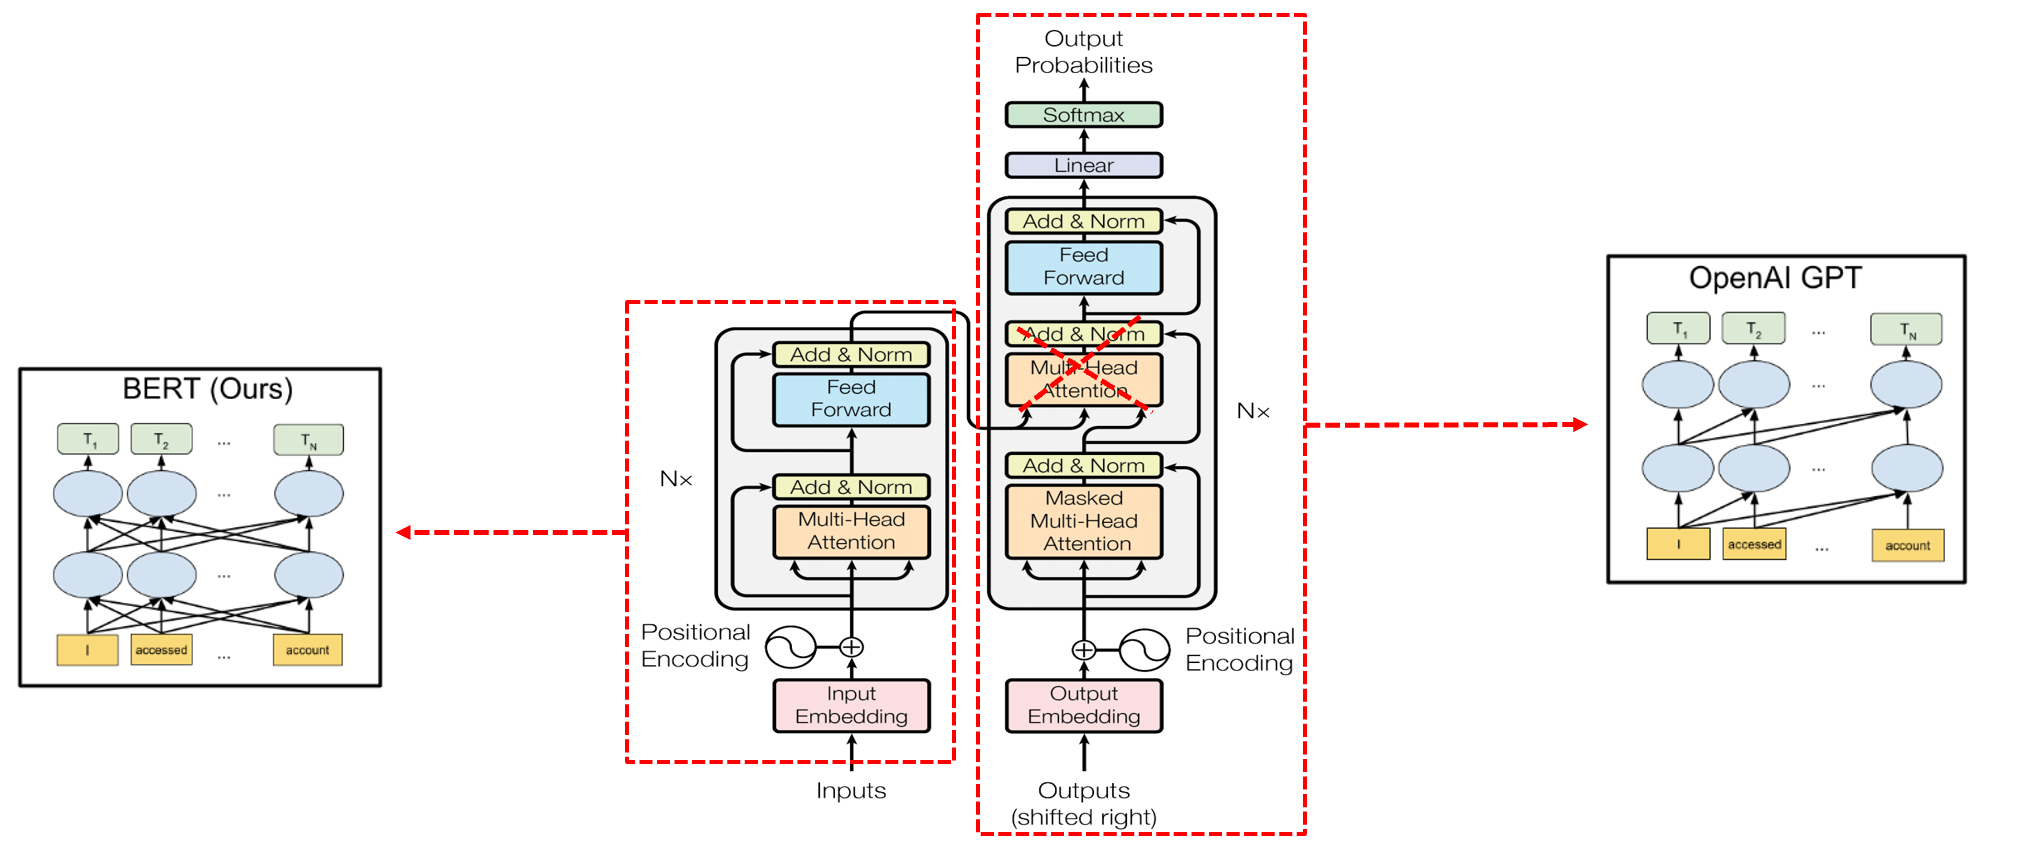 BERT (Ours)
T1 T2 ... TN
...
...
I accessed ... account
Nx
Add & Norm
Feed
Forward
Add & Norm
Multi-Head
Attention
Positional
Encoding
Input
Embedding
Inputs
Output
Probabilities
Softmax
Linear
Add & Norm
Feed
Forward
Add & Norm
Multi-Head
Attention
Add & Norm
Masked
Multi-Head
Attention
Nx
Positional
Encoding
Output
Embedding
Outputs
(shifted right)
OpenAI GPT
T1 T2 ... TN
...
...
I accessed ... account